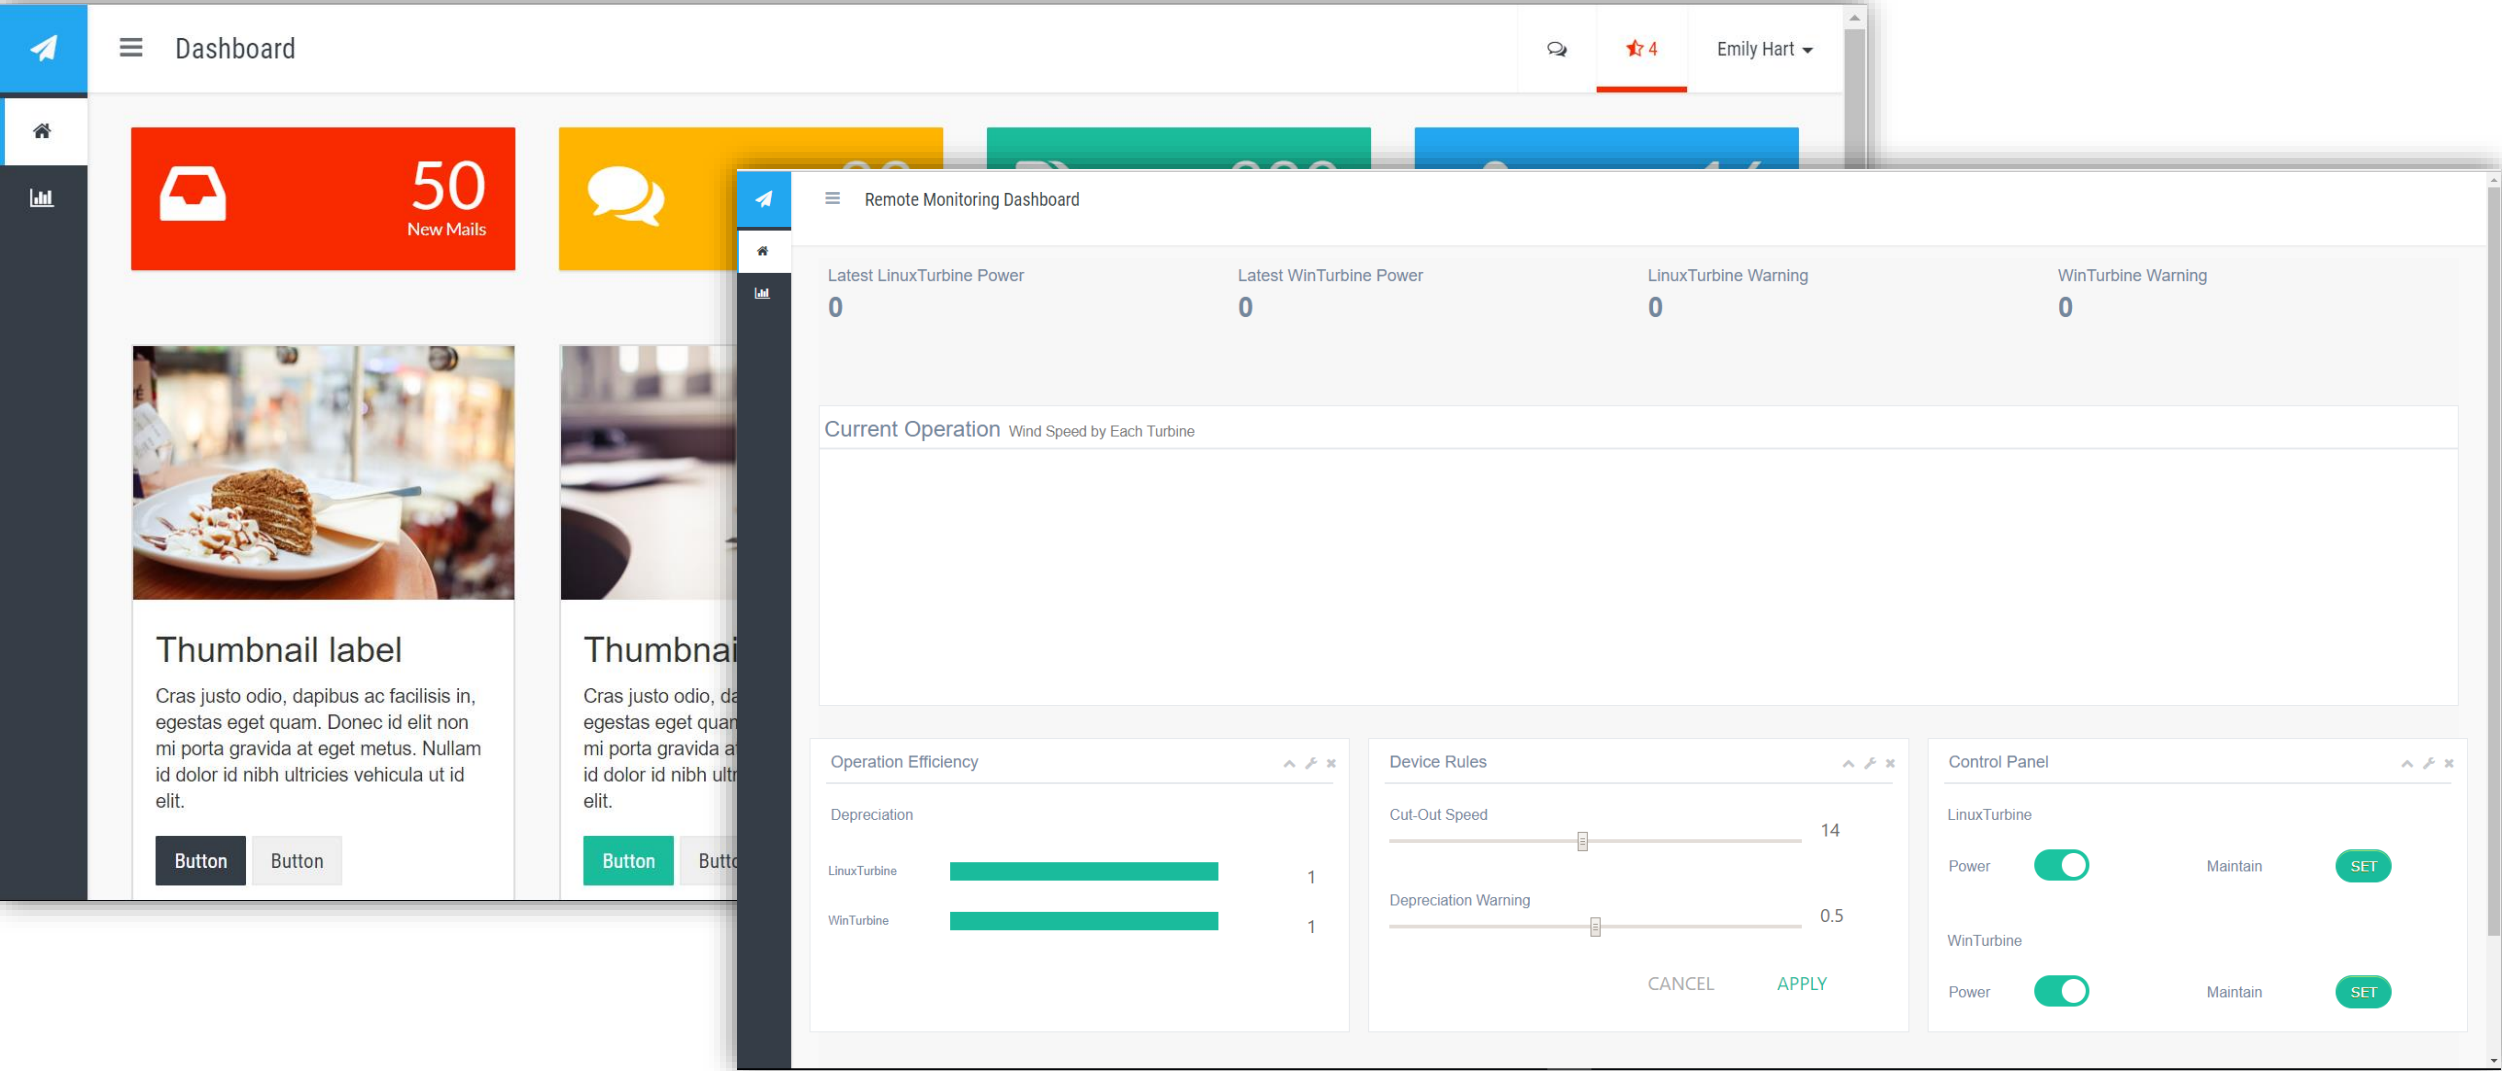 Dashboard
4
Emily Hart
50
New Mails
Thumbnail label
Cras justo odio, dapibus ac facilisis in,
egestas eget quam. Donec id elit non
mi porta gravida at eget metus. Nullam
id dolor id nibh ultricies vehicula ut id
elit.
Button
Button
Cras justo odio,
egestas eget
mi porta gravida
id dolor id nibh
elit.
Button
Remote Monitoring Dashboard
Latest LinuxTurbine Power
0
Latest WinTurbine Power
0
LinuxTurbine Warning
0
WinTurbine Warning
0
Current Operation Wind Speed by Each Turbine
Operation Efficiency
Depreciation
LinuxTurbine
1
WinTurbine
1
Device Rules
Cut-Out Speed
14
Depreciation Warning
0.5
CANCEL APPLY
Control Panel
LinuxTurbine
Power Maintain SET
WinTurbine
Power Maintain SET